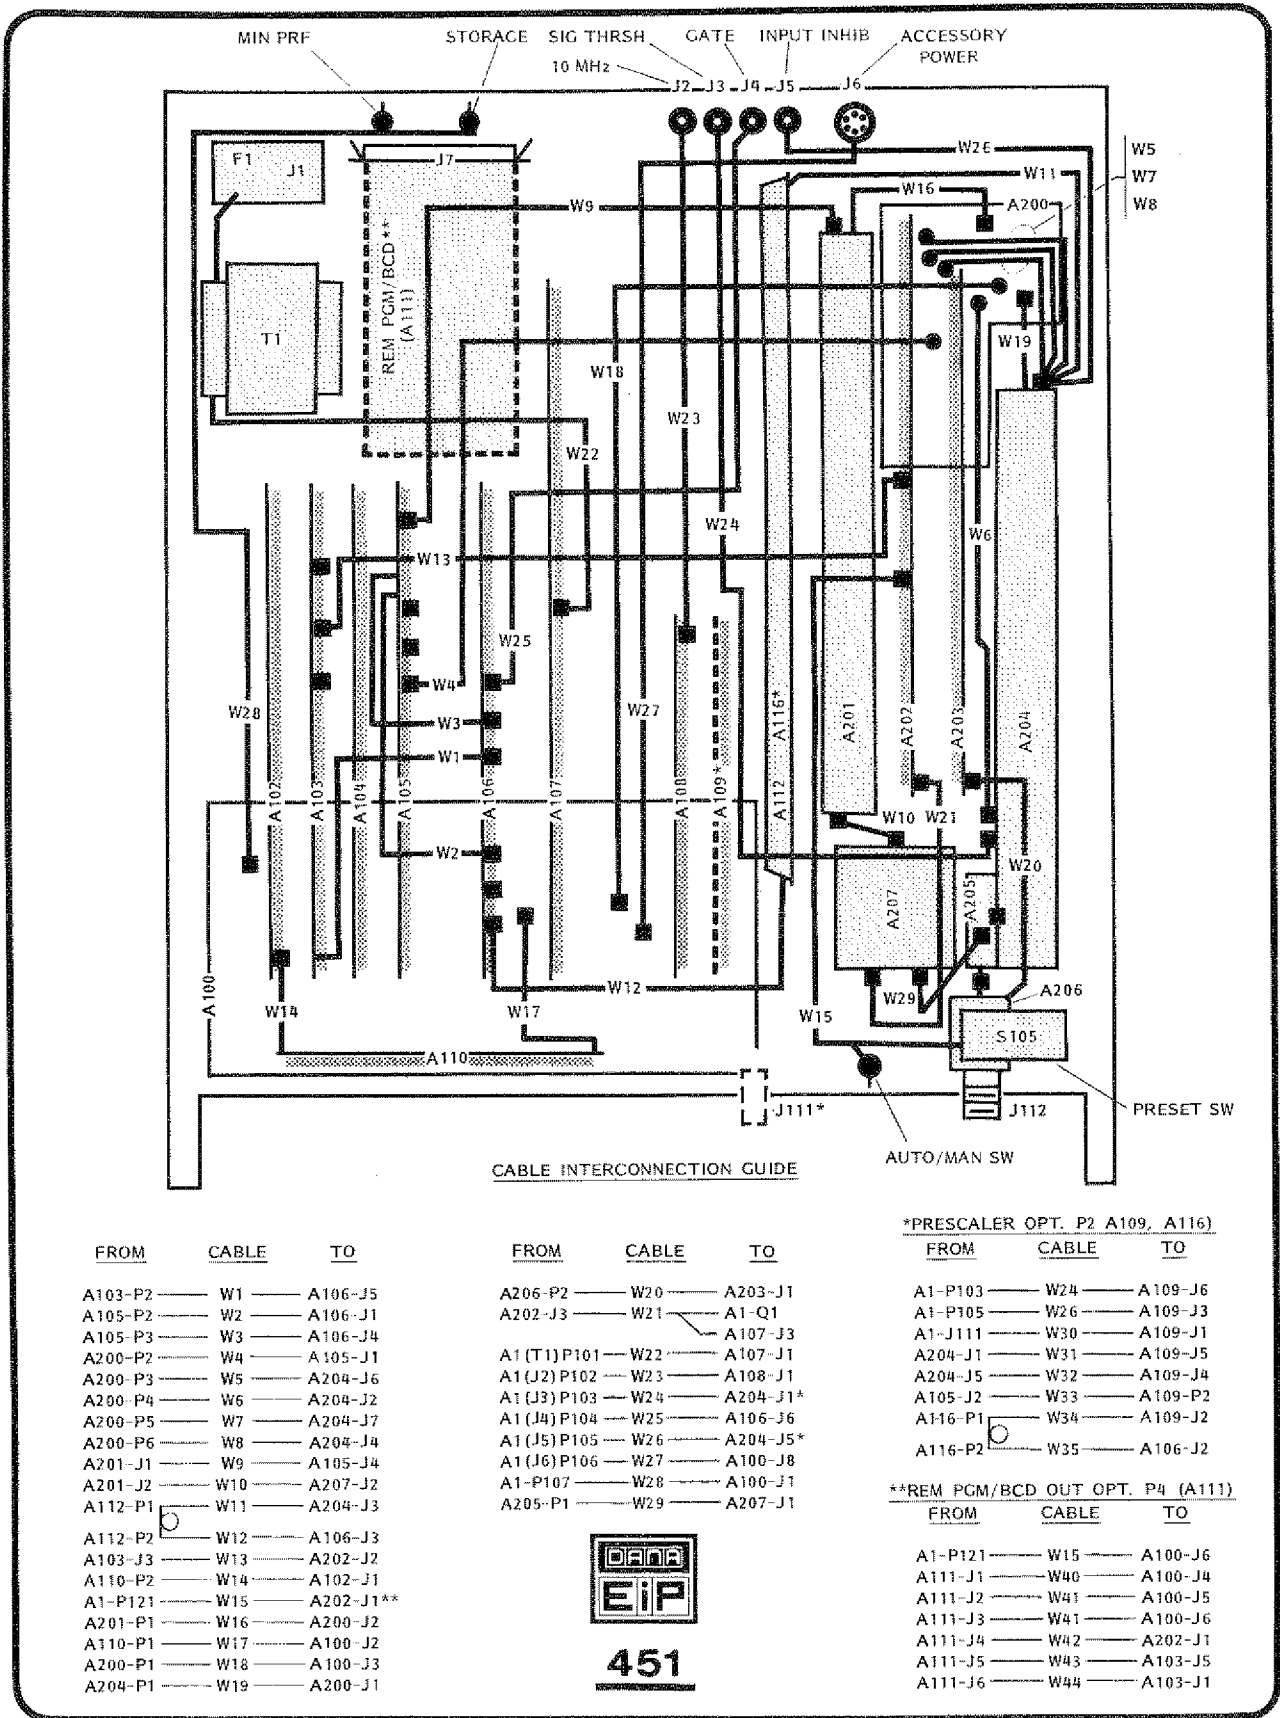 MIN PRF STORAGE SIG THRSH GATE INPUT INHIB ACCESSORY
POWER
10 MHz
J2 J3 J4 J5 J6
F1 J1 J7
W26
W5
W7
W8
W11
W16
W9
A200
REM PGM/BCD**
(A111)
T1
W19
W18
W23
W22
W24
W13
W6
W25
W4
W28
W3
W27
W1
A102
A103
A104
A105
A106
A107
A108
A109*
A112 A116*
A201
A202
A203
A204
W10
W21
W2
W20
A207
A205
A100
W12
W29
W14
W17
W15
A206
S105
A110
J111*
J112
PRESET SW
AUTO/MAN SW
CABLE INTERCONNECTION GUIDE
FROM CABLE TO
A103-P2 W1 A106-J5
A105-P2 W2 A106-J1
A105-P3 W3 A106-J4
A200-P2 W4 A105-J1
A200-P3 W5 A204-J6
A200-P4 W6 A204-J2
A200-P5 W7 A204-J7
A200-P6 W8 A204-J4
A201-J1 W9 A105-J4
A201-J2 W10 A207-J2
A112-P1 W11 A204-J3
A112-P2 W12 A106-J3
A103-J3 W13 A202-J2
A110-P2 W14 A102-J1
A1-P121 W15 A202-J1**
A201-P1 W16 A200-J2
A110-P1 W17 A100-J2
A200-P1 W18 A100-J3
A204-P1 W19 A200-J1
FROM CABLE TO
A206-P2 W20 A203-J1
A202-J3 W21 A1-Q1
A107-J3
A1(T1)P101 W22 A107-J1
A1(J2)P102 W23 A108-J1
A1(J3)P103 W24 A204-J1*
A1(J4)P104 W25 A106-J6
A1(J5)P105 W26 A204-J5*
A1(J6)P106 W27 A100-J8
A1-P107 W28 A100-J1
A205-P1 W29 A207-J1
DANA
EiP
451
*PRESCALER OPT. P2 A109, A116)
FROM CABLE TO
A1-P103 W24 A109-J6
A1-P105 W26 A109-J3
A1-J111 W30 A109-J1
A204-J1 W31 A109-J5
A204-J5 W32 A109-J4
A105-J2 W33 A109-P2
A116-P1 W34 A109-J2
A116-P2 W35 A106-J2
**REM PGM/BCD OUT OPT. P4 (A111)
FROM CABLE TO
A1-P121 W15 A100-J6
A111-J1 W40 A100-J4
A111-J2 W41 A100-J5
A111-J3 W41 A100-J6
A111-J4 W42 A202-J1
A111-J5 W43 A103-J5
A111-J6 W44 A103-J1